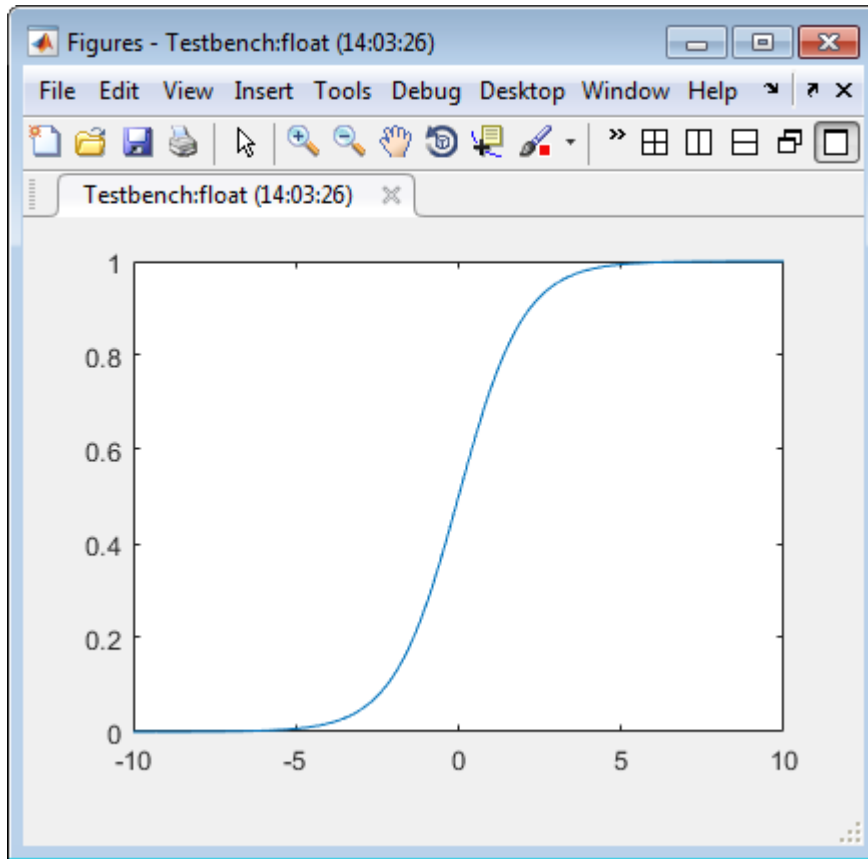 Figures - Testbench:float (14:03:26)
File Edit View Insert Tools Debug Desktop Window Help
Testbench:float (14:03:26)
1
0.8
0.6
0.4
0.2
0
-10 -5 0 5 10